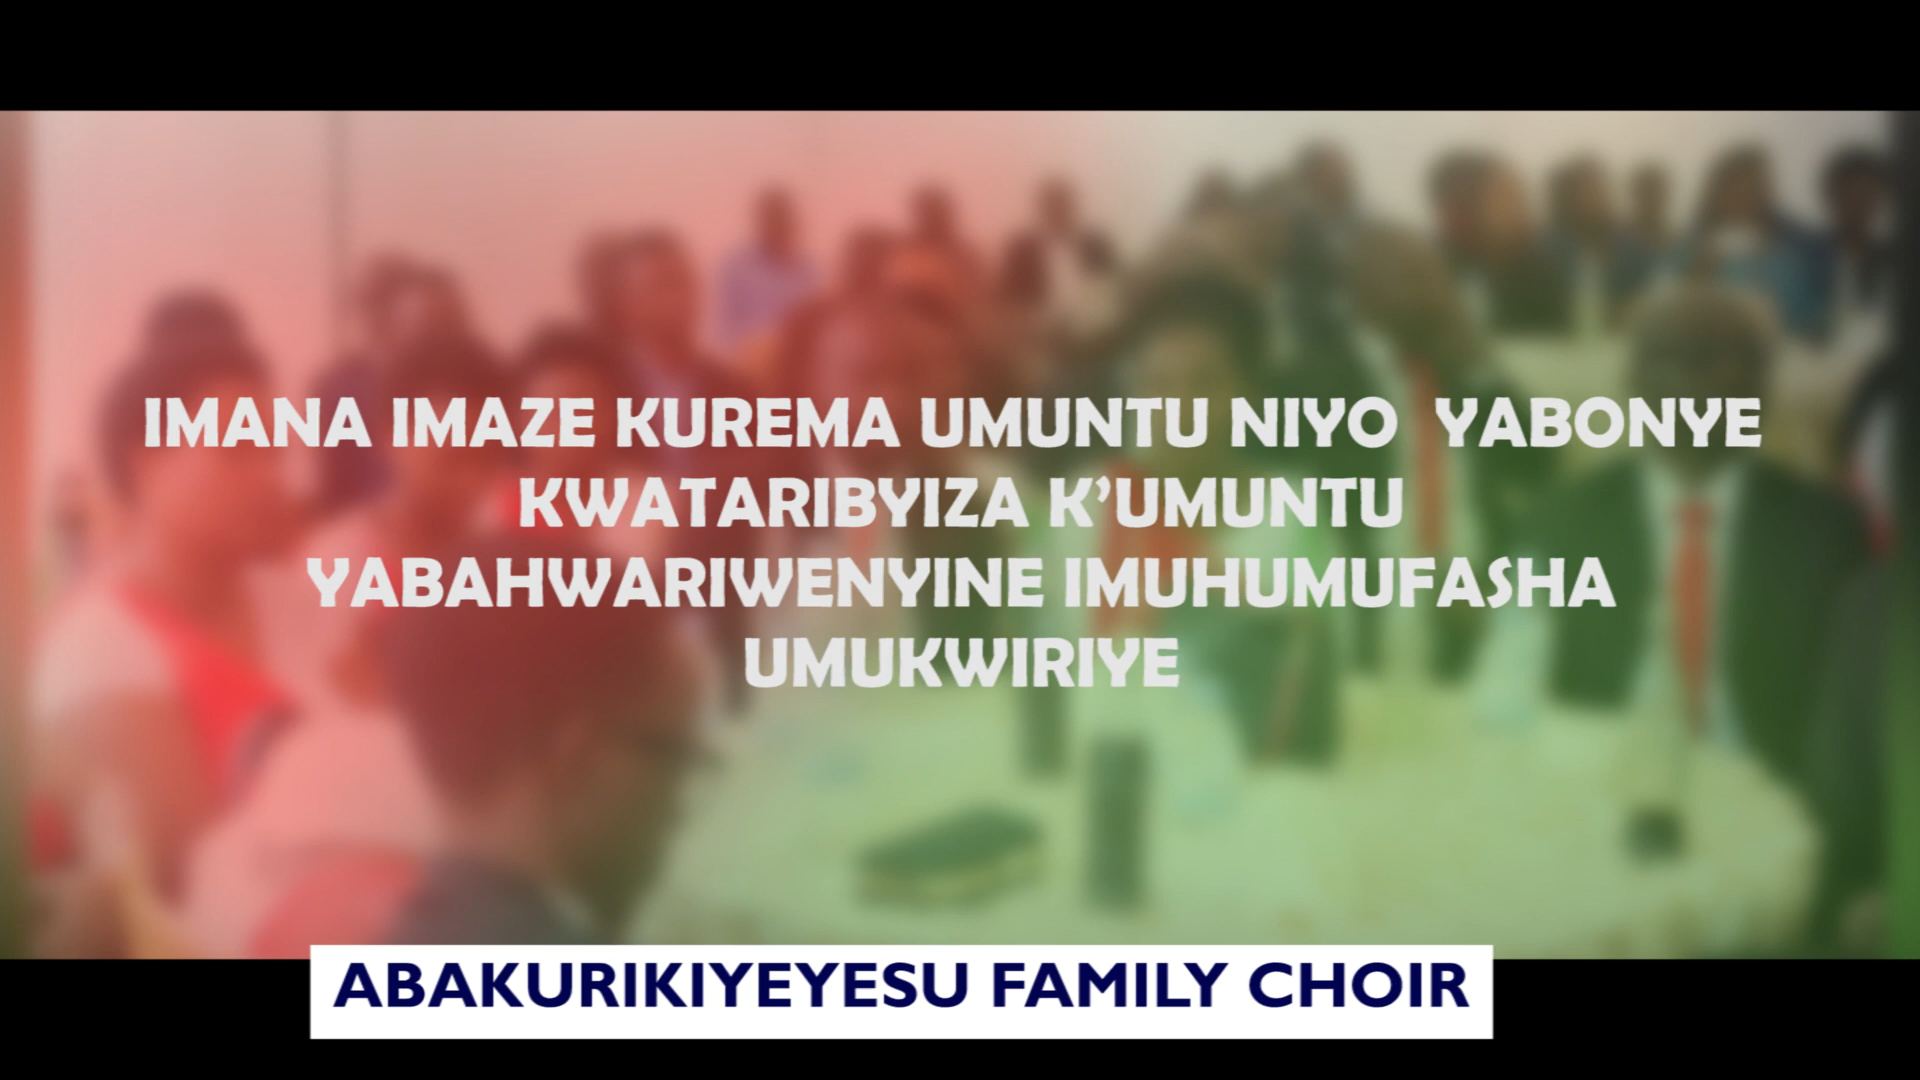 IMANA IMAZE KUREMA UMUNTU NIYO YABONYE
KWATARIBYIZA K'UMUNTU
YABAHWARIWENYINE IMUHUMUFASHA
UMUKWIRIYE
ABAKURIKIYEYESU FAMILY CHOIR